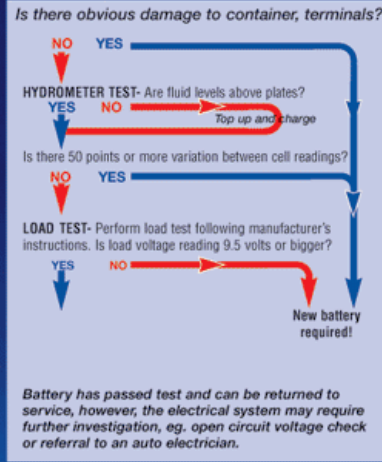 Is there obvious damage to container, terminals?
NO YES
HYDROMETER TEST- Are fluid levels above plates?
YES NO
Top up and charge
Is there 50 points or more variation between cell readings?
NO YES
LOAD TEST- Perform load test following manufacturer's
instructions. Is load voltage reading 9.5 volts or bigger?
YES NO
New battery
required!
Battery has passed test and can be returned to
service, however, the electrical system may require
further investigation, eg. open circuit voltage check
or referral to an auto electrician.